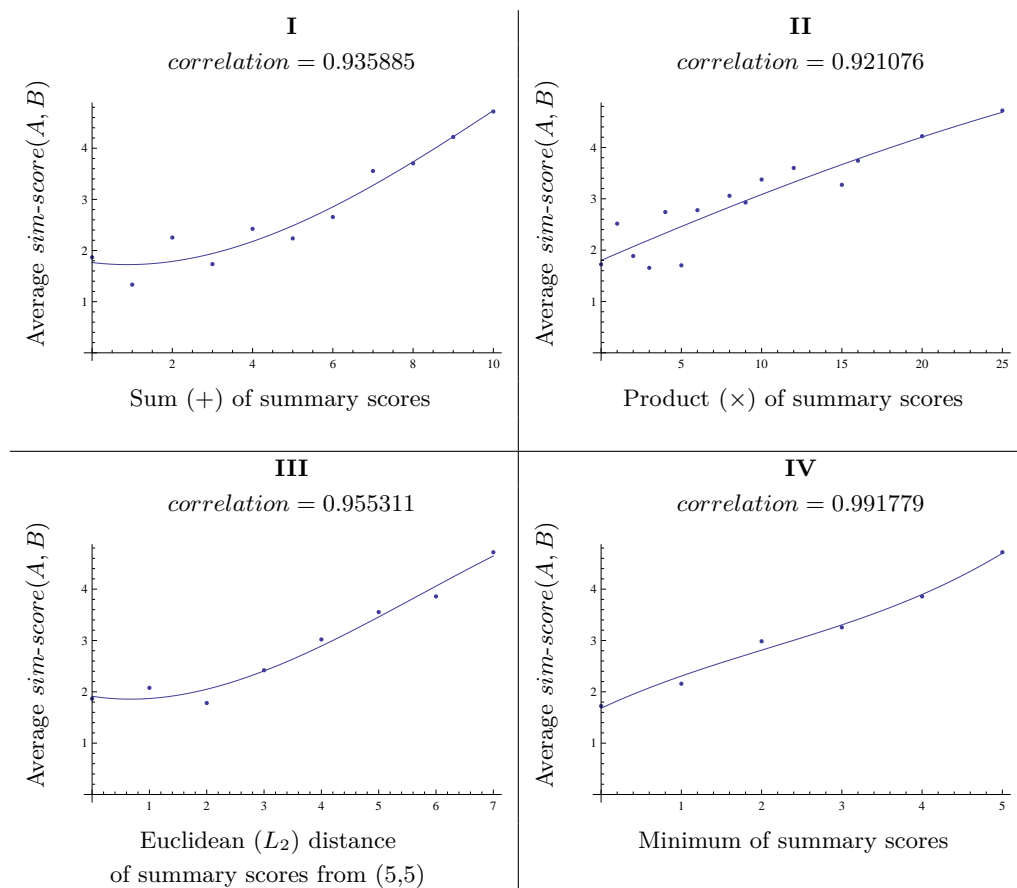 I
correlation = 0.935885
Average sim-score(A, B)
4
3
2
1
2 4 6 8 10
Sum (+) of summary scores
II
correlation = 0.921076
Average sim-score(A, B)
4
3
2
1
5 10 15 20 25
Product (×) of summary scores
III
correlation = 0.955311
Average sim-score(A, B)
4
3
2
1
1 2 3 4 5 6 7
Euclidean (L₂) distance
of summary scores from (5,5)
IV
correlation = 0.991779
Average sim-score(A, B)
4
3
2
1
1 2 3 4 5
Minimum of summary scores